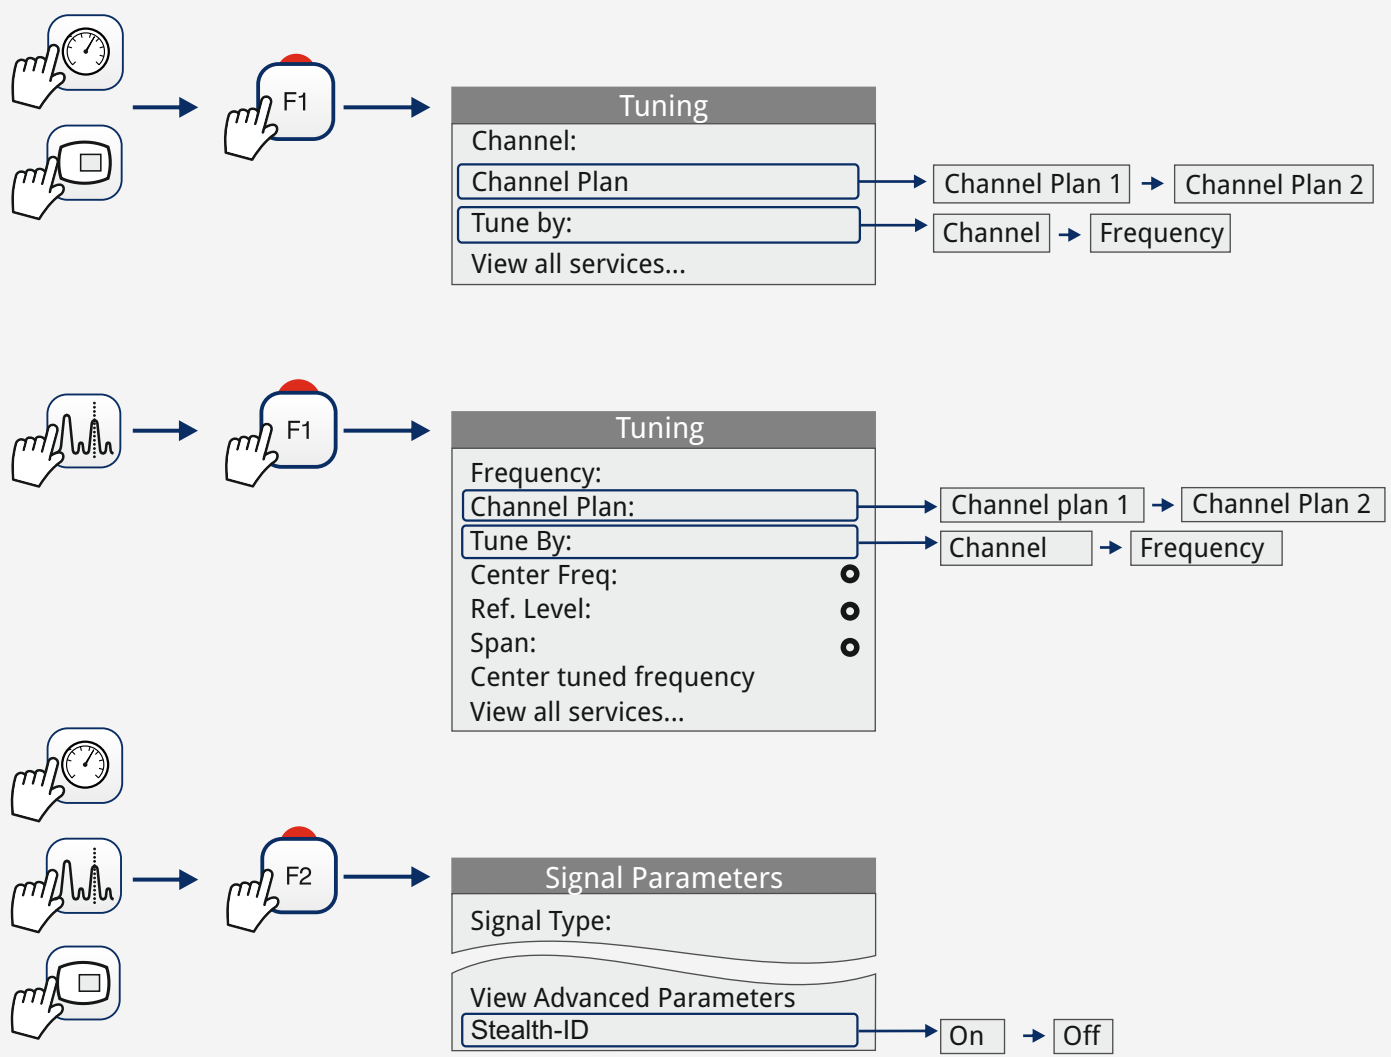 F1
Tuning
Channel:
Channel Plan
Channel Plan 1
Channel Plan 2
Tune by:
Channel
Frequency
View all services...
F1
Tuning
Frequency:
Channel Plan:
Channel plan 1
Channel Plan 2
Tune By:
Channel
Frequency
Center Freq:
Ref. Level:
Span:
Center tuned frequency
View all services...
F2
Signal Parameters
Signal Type:
View Advanced Parameters
Stealth-ID
On
Off